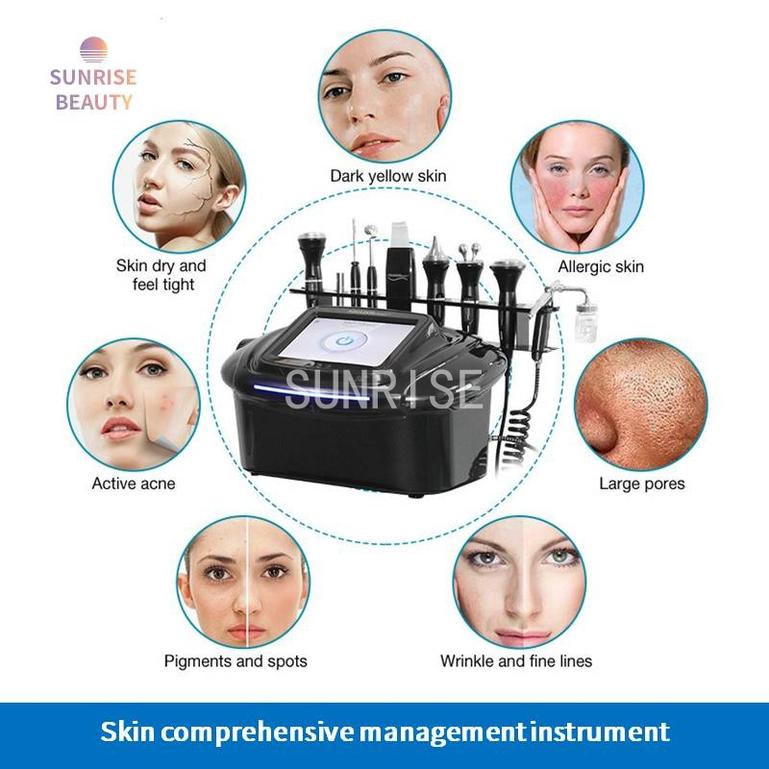 SUNRISE
BEAUTY
Dark yellow skin
Skin dry and
feel tight
Allergic skin
SUNRISE
Active acne
Large pores
Pigments and spots
Wrinkle and fine lines
Skin comprehensive management instrument